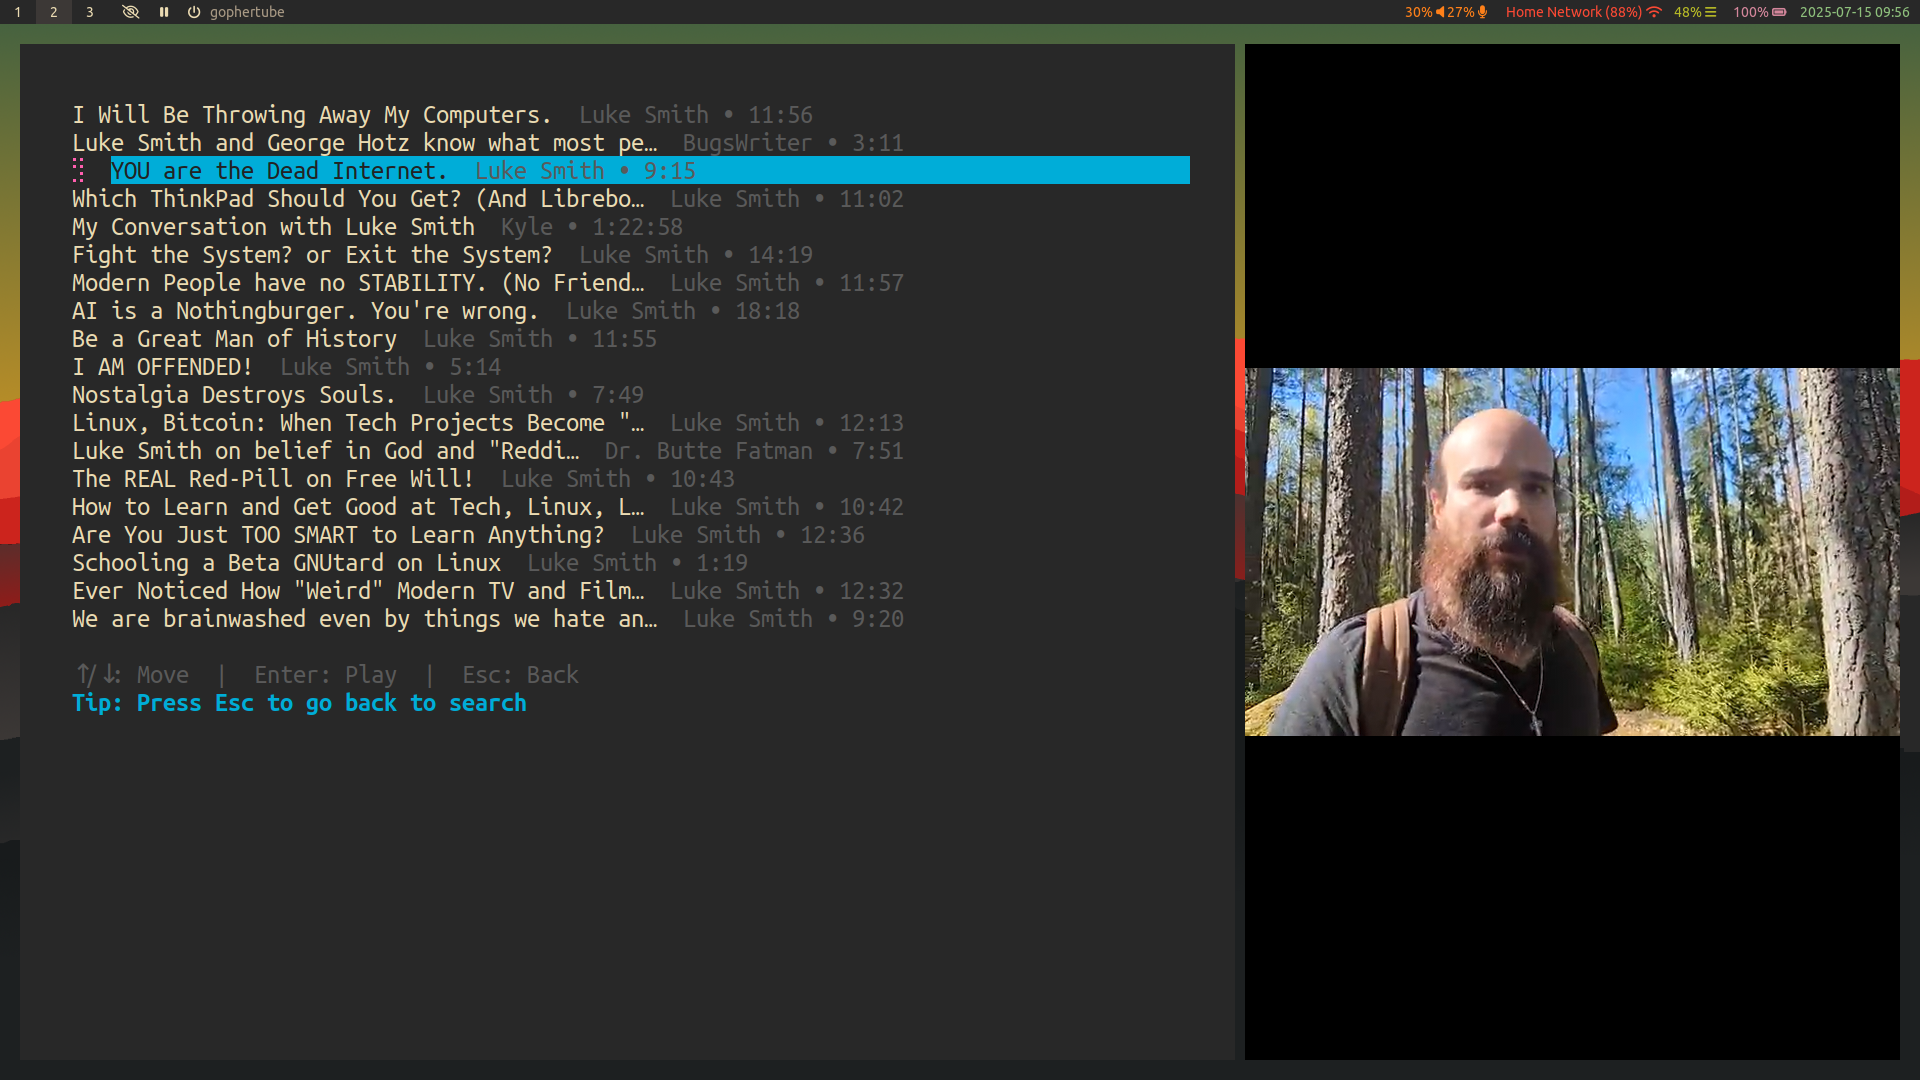 1 2 3 gophertube 30% 27% Home Network (88%) 48% 100% 2025-07-15 09:56
I Will Be Throwing Away My Computers. Luke Smith • 11:56
Luke Smith and George Hotz know what most pe… BugsWriter • 3:11
YOU are the Dead Internet. Luke Smith • 9:15
Which ThinkPad Should You Get? (And Librebo… Luke Smith • 11:02
My Conversation with Luke Smith Kyle • 1:22:58
Fight the System? or Exit the System? Luke Smith • 14:19
Modern People have no STABILITY. (No Friend… Luke Smith • 11:57
AI is a Nothingburger. You're wrong. Luke Smith • 18:18
Be a Great Man of History Luke Smith • 11:55
I AM OFFENDED! Luke Smith • 5:14
Nostalgia Destroys Souls. Luke Smith • 7:49
Linux, Bitcoin: When Tech Projects Become "… Luke Smith • 12:13
Luke Smith on belief in God and "Reddi… Dr. Butte Fatman • 7:51
The REAL Red-Pill on Free Will! Luke Smith • 10:43
How to Learn and Get Good at Tech, Linux, L… Luke Smith • 10:42
Are You Just TOO SMART to Learn Anything? Luke Smith • 12:36
Schooling a Beta GNUtard on Linux Luke Smith • 1:19
Ever Noticed How "Weird" Modern TV and Film… Luke Smith • 12:32
We are brainwashed even by things we hate an… Luke Smith • 9:20
↑/↓: Move | Enter: Play | Esc: Back
Tip: Press Esc to go back to search